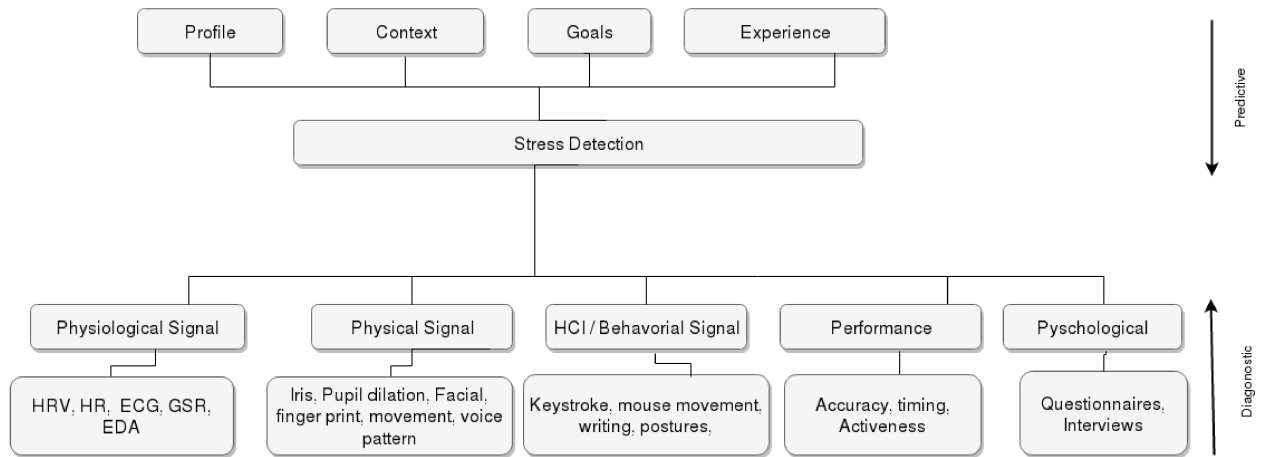 Profile
Context
Goals
Experience
Predictive
Stress Detection
Physiological Signal
Physical Signal
HCI / Behavorial Signal
Performance
Pyschological
HRV, HR, ECG, GSR,
EDA
Iris, Pupil dilation, Facial,
finger print, movement, voice
pattern
Keystroke, mouse movement,
writing, postures,
Accuracy, timing,
Activeness
Questionnaires,
Interviews
Diagonostic